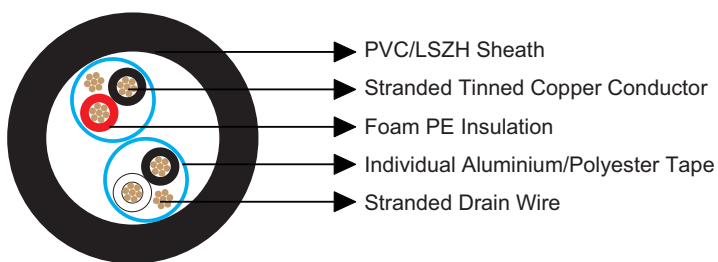 PVC/LSZH Sheath
Stranded Tinned Copper Conductor
Foam PE Insulation
Individual Aluminium/Polyester Tape
Stranded Drain Wire